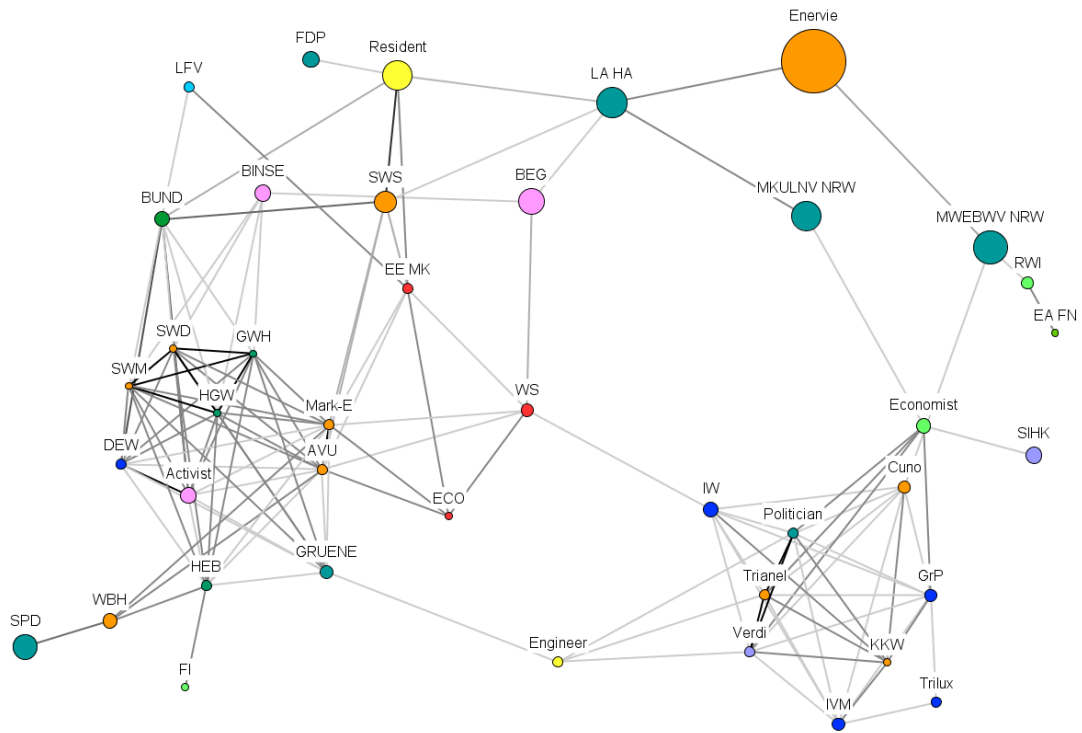 Enervie
FDP
Resident
LFV
LA HA
BINSE
SWS
BEG
MKULNV NRW
BUND
MWEBWV NRW
EE MK
RWI
EA FN
SWD
GWH
SWM
HGW
Mark-E
WS
Economist
DEW
AVU
SIHK
Activist
Cuno
ECO
IW
Politician
HEB
GRUENE
Trianel
GrP
WBH
SPD
Verdi
Engineer
KKW
FI
Trilux
IVM